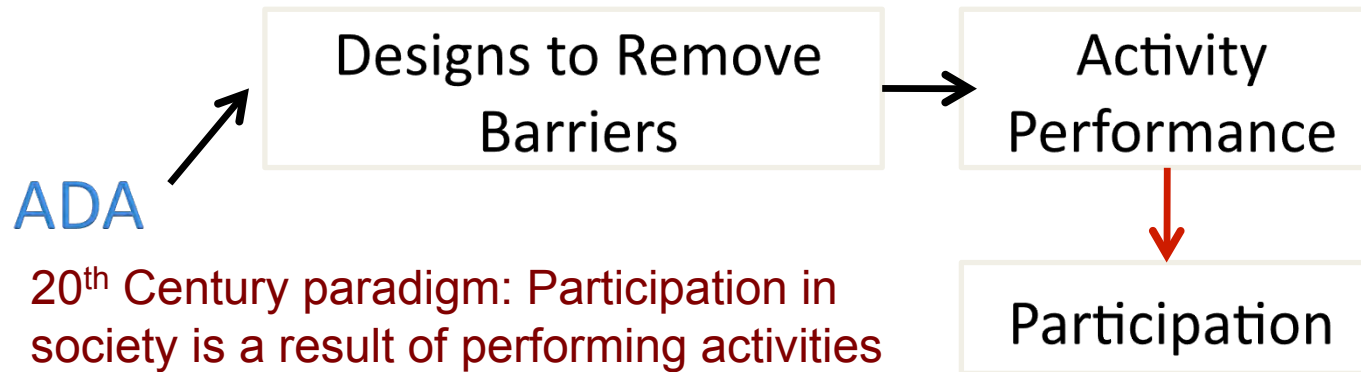 Designs to Remove
Barriers
Activity
Performance
ADA
20th Century paradigm: Participation in
society is a result of performing activities
Participation